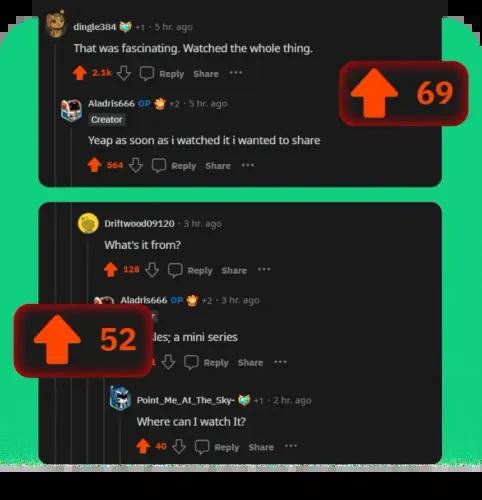 dingle384 +1 · 5 hr. ago
That was fascinating. Watched the whole thing.
2.1k Reply Share ···
69
Aladris666 OP +2 · 5 hr. ago
Creator
Yeap as soon as i watched it i wanted to share
564 Reply Share ···
Driftwood09120 · 3 hr. ago
What's it from?
128 Reply Share ···
Aladris666 OP +2 · 3 hr. ago
52
a mini series
Reply Share ···
Point_Me_At_The_Sky- +1 · 2 hr. ago
Where can I watch It?
40 Reply Share ···